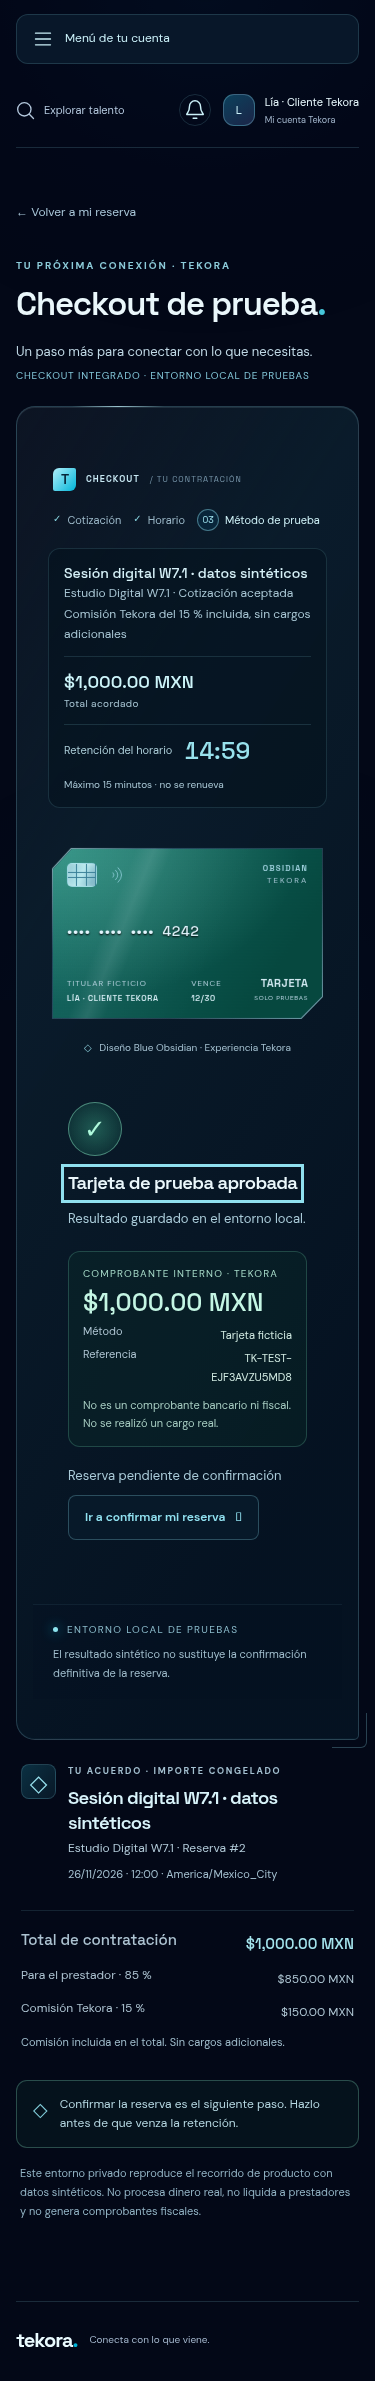 Menú de tu cuenta
Explorar talento
L
Lía · Cliente Tekora
Mi cuenta Tekora
← Volver a mi reserva
TU PRÓXIMA CONEXIÓN · TEKORA
Checkout de prueba.
Un paso más para conectar con lo que necesitas.
CHECKOUT INTEGRADO · ENTORNO LOCAL DE PRUEBAS
T CHECKOUT / TU CONTRATACIÓN
✓ Cotización ✓ Horario 03 Método de prueba
Sesión digital W7.1 · datos sintéticos
Estudio Digital W7.1 · Cotización aceptada
Comisión Tekora del 15 % incluida, sin cargos
adicionales
$1,000.00 MXN
Total acordado
Retención del horario 14:59
Máximo 15 minutos · no se renueva
OBSIDIAN
TEKORA
•••• •••• •••• 4242
TITULAR FICTICIO
LÍA · CLIENTE TEKORA
VENCE
12/30
TARJETA
SOLO PRUEBAS
◇ Diseño Blue Obsidian · Experiencia Tekora
✓
Tarjeta de prueba aprobada
Resultado guardado en el entorno local.
COMPROBANTE INTERNO · TEKORA
$1,000.00 MXN
Método Tarjeta ficticia
Referencia TK-TEST-
EJF3AVZU5MD8
No es un comprobante bancario ni fiscal.
No se realizó un cargo real.
Reserva pendiente de confirmación
Ir a confirmar mi reserva
ENTORNO LOCAL DE PRUEBAS
El resultado sintético no sustituye la confirmación
definitiva de la reserva.
TU ACUERDO · IMPORTE CONGELADO
Sesión digital W7.1 · datos
sintéticos
Estudio Digital W7.1 · Reserva #2
26/11/2026 · 12:00 · America/Mexico_City
Total de contratación $1,000.00 MXN
Para el prestador · 85 % $850.00 MXN
Comisión Tekora · 15 % $150.00 MXN
Comisión incluida en el total. Sin cargos adicionales.
Confirmar la reserva es el siguiente paso. Hazlo
antes de que venza la retención.
Este entorno privado reproduce el recorrido de producto con
datos sintéticos. No procesa dinero real, no liquida a prestadores
y no genera comprobantes fiscales.
tekora. Conecta con lo que viene.